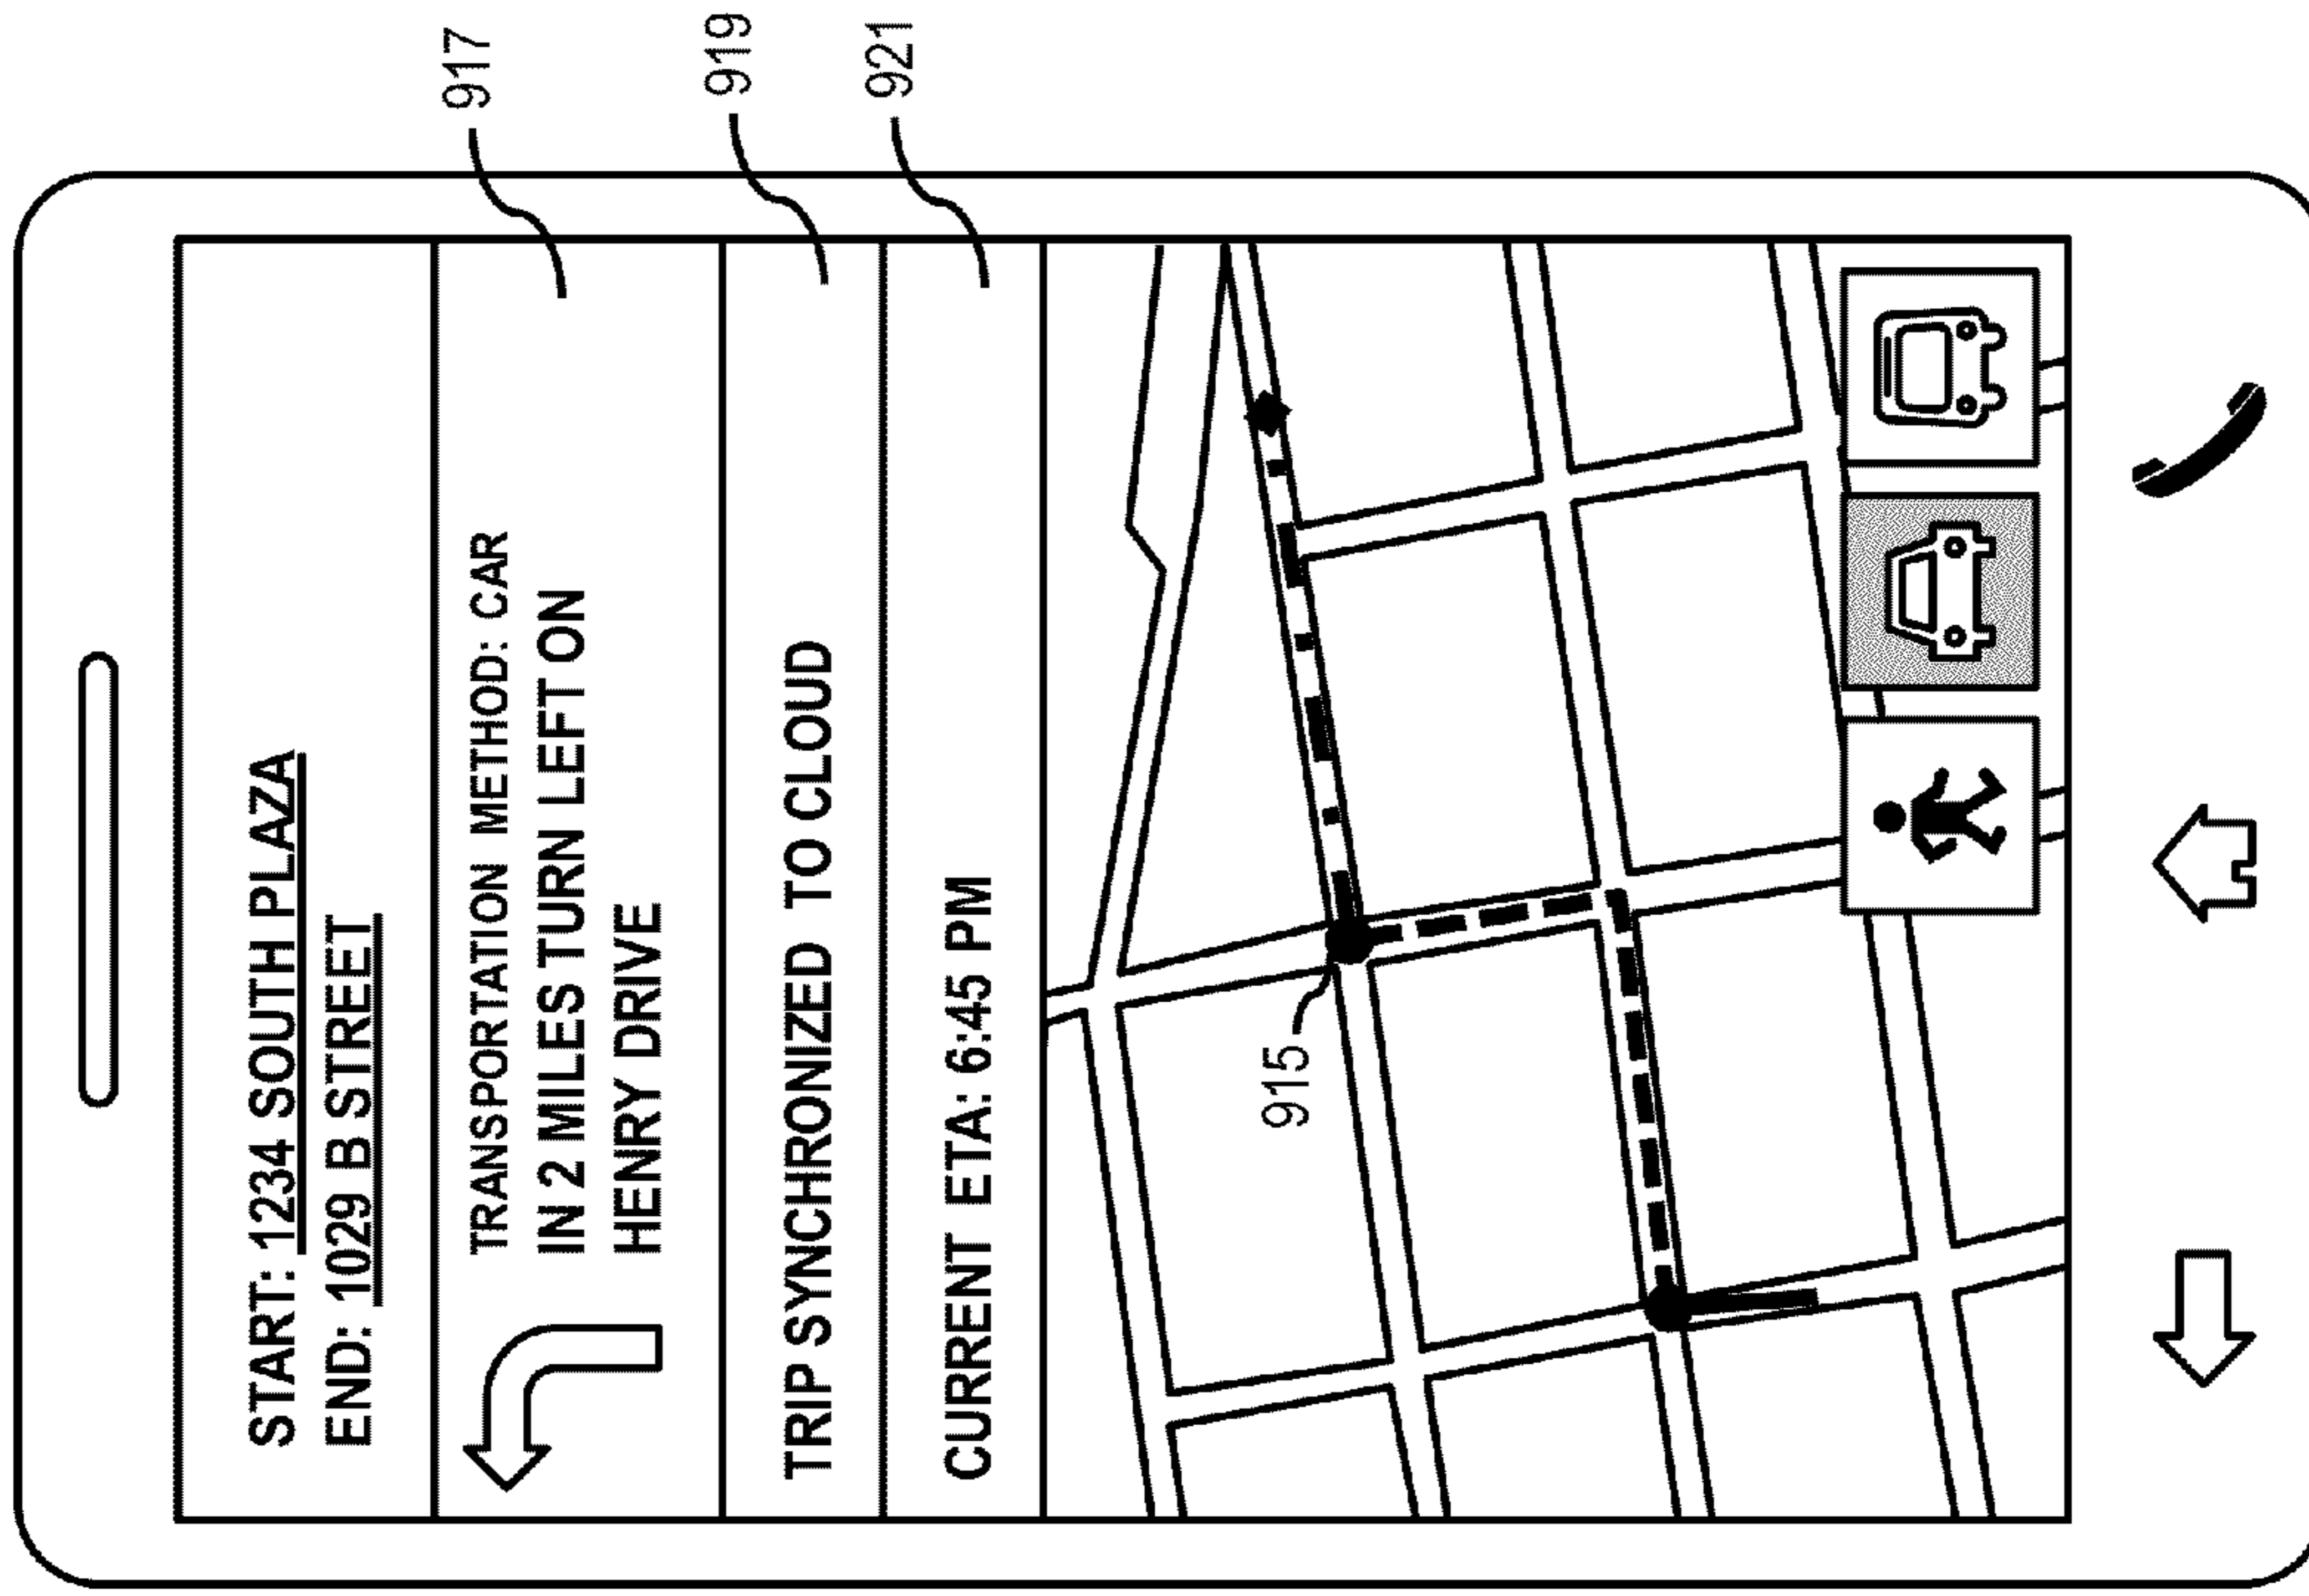 START: 1234 SOUTH PLAZA
END: 1029 B STREET
TRANSPORTATION METHOD: CAR
IN 2 MILES TURN LEFT ON
HENRY DRIVE
917
TRIP SYNCHRONIZED TO CLOUD
919
CURRENT ETA: 6:45 PM
921
915